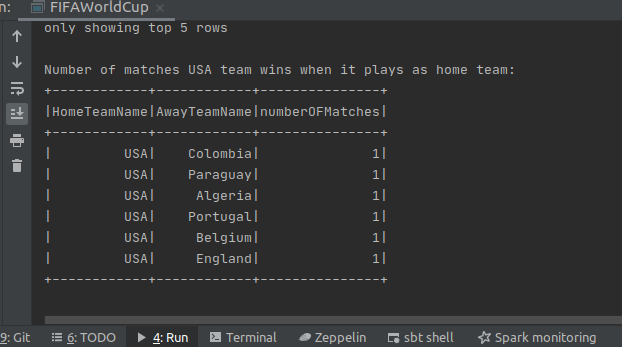 n: FIFAWorldCup ×
only showing top 5 rows
Number of matches USA team wins when it plays as home team:
+------------+------------+---------------+
|HomeTeamName|AwayTeamName|numberOFMatches|
+------------+------------+---------------+
|         USA|    Colombia|              1|
|         USA|    Paraguay|              1|
|         USA|     Algeria|              1|
|         USA|    Portugal|              1|
|         USA|     Belgium|              1|
|         USA|     England|              1|
+------------+------------+---------------+
9: Git 6: TODO 4: Run Terminal Zeppelin sbt shell Spark monitoring